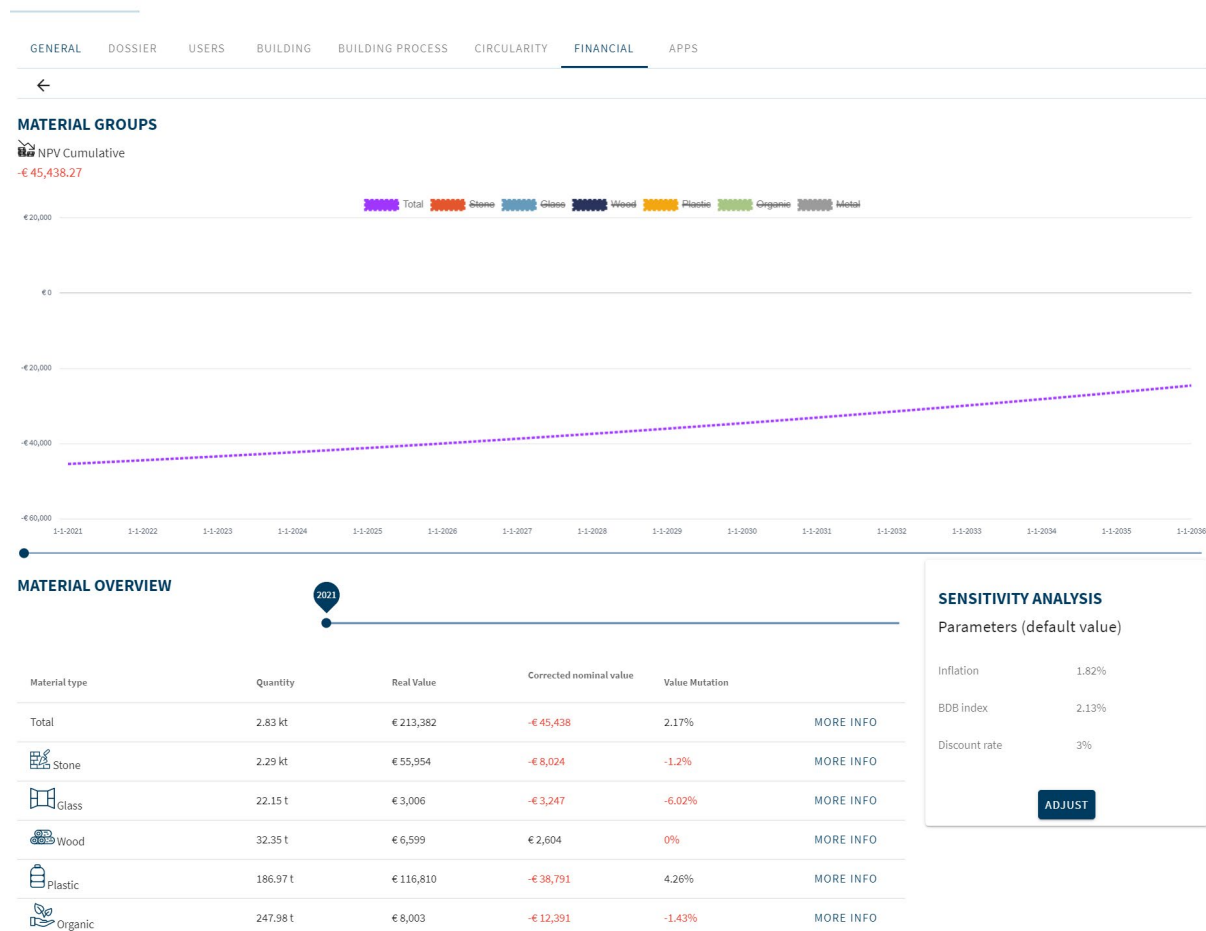 GENERAL DOSSIER USERS BUILDING BUILDING PROCESS CIRCULARITY FINANCIAL APPS
MATERIAL GROUPS
NPV Cumulative
-€ 45,438.27
Total Stone Glass Wood Plastic Organic Metal
€ 20,000
€ 0
-€ 20,000
-€ 40,000
-€ 60,000
1-1-2021 1-1-2022 1-1-2023 1-1-2024 1-1-2025 1-1-2026 1-1-2027 1-1-2028 1-1-2029 1-1-2030 1-1-2031 1-1-2032 1-1-2033 1-1-2034 1-1-2035 1-1-2036
MATERIAL OVERVIEW
2021
Material type Quantity Real Value Corrected nominal value Value Mutation
Total 2.83 kt € 213,382 -€ 45,438 2.17% MORE INFO
Stone 2.29 kt € 55,954 -€ 8,024 -1.2% MORE INFO
Glass 22.15 t € 3,006 -€ 3,247 -6.02% MORE INFO
Wood 32.35 t € 6,599 € 2,604 0% MORE INFO
Plastic 186.97 t € 116,810 -€ 38,791 4.26% MORE INFO
Organic 247.98 t € 8,003 -€ 12,391 -1.43% MORE INFO
SENSITIVITY ANALYSIS
Parameters (default value)
Inflation 1.82%
BDB index 2.13%
Discount rate 3%
ADJUST